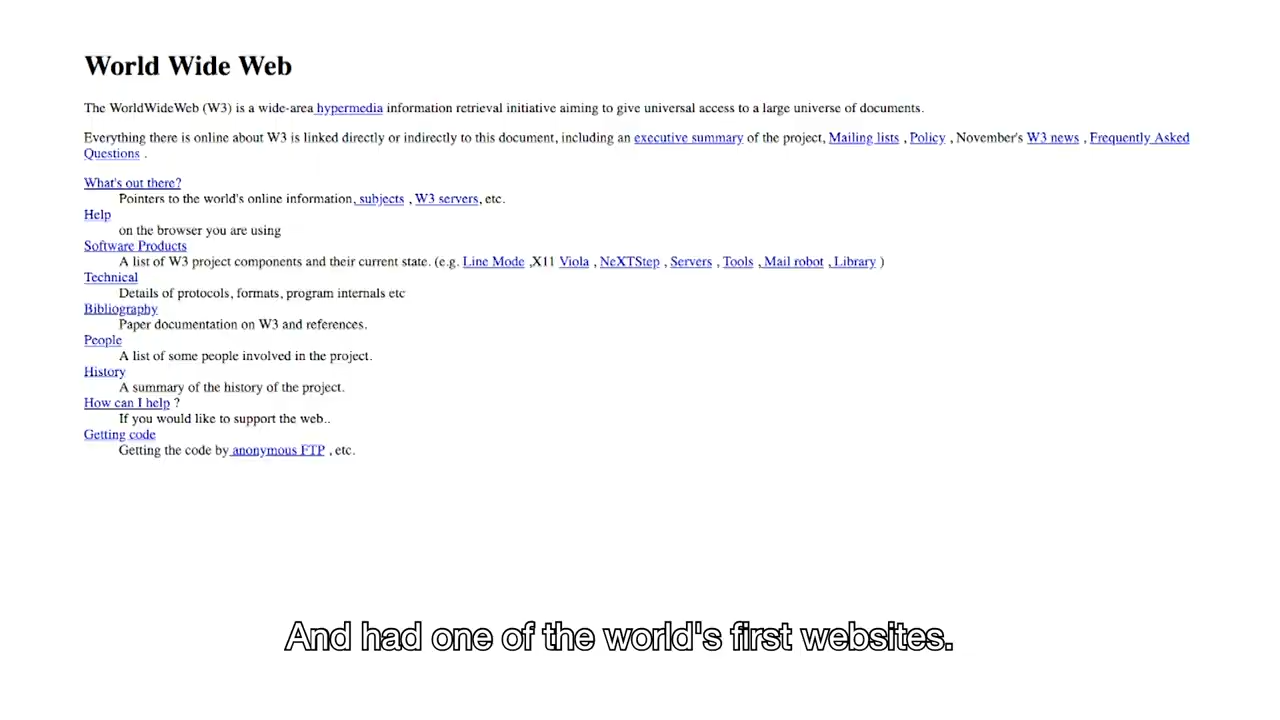 World Wide Web
The WorldWideWeb (W3) is a wide-area hypermedia information retrieval initiative aiming to give universal access to a large universe of documents.
Everything there is online about W3 is linked directly or indirectly to this document, including an executive summary of the project, Mailing lists , Policy , November's W3 news , Frequently Asked
Questions .
What's out there?
Pointers to the world's online information, subjects , W3 servers, etc.
Help
on the browser you are using
Software Products
A list of W3 project components and their current state. (e.g. Line Mode ,X11 Viola , NeXTStep , Servers , Tools , Mail robot , Library )
Technical
Details of protocols, formats, program internals etc
Bibliography
Paper documentation on W3 and references.
People
A list of some people involved in the project.
History
A summary of the history of the project.
How can I help ?
If you would like to support the web..
Getting code
Getting the code by anonymous FTP , etc.
And had one of the world's first websites.